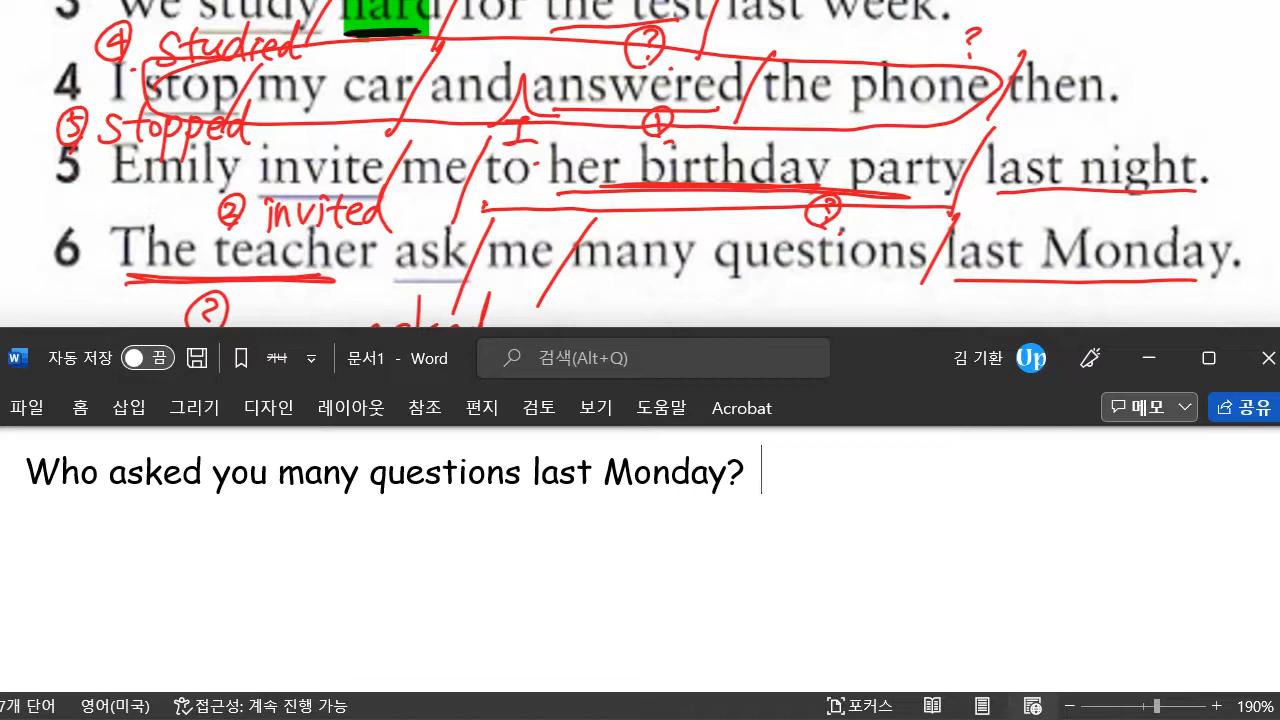 3 We study hard for the test last week.
④ studied ?
4 I stop my car and answered the phone then.
③ stopped I ①
5 Emily invite me to her birthday party last night.
② invited ?
6 The teacher ask me many questions last Monday.
? asked
자동 저장 끔 문서1 - Word 검색(Alt+Q) 김 기환 Up
파일 홈 삽입 그리기 디자인 레이아웃 참조 편지 검토 보기 도움말 Acrobat 메모 공유
Who asked you many questions last Monday?
7개 단어 영어(미국) 접근성: 계속 진행 가능 포커스 190%